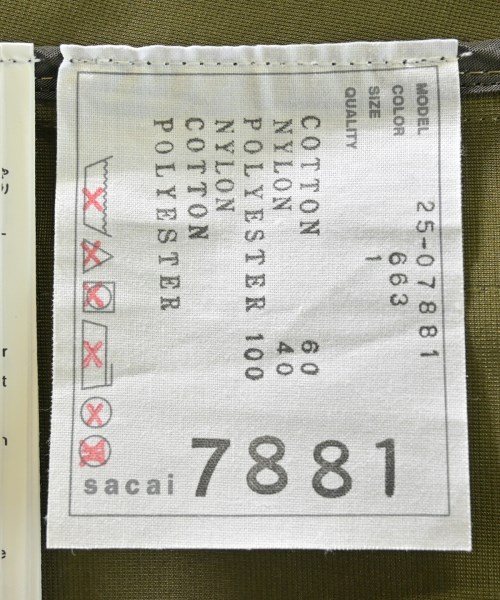 MODEL 25-07881
COLOR 663
SIZE 1
QUALITY
COTTON 60
NYLON 40
POLYESTER 100
NYLON
COTTON
POLYESTER
sacai 7881